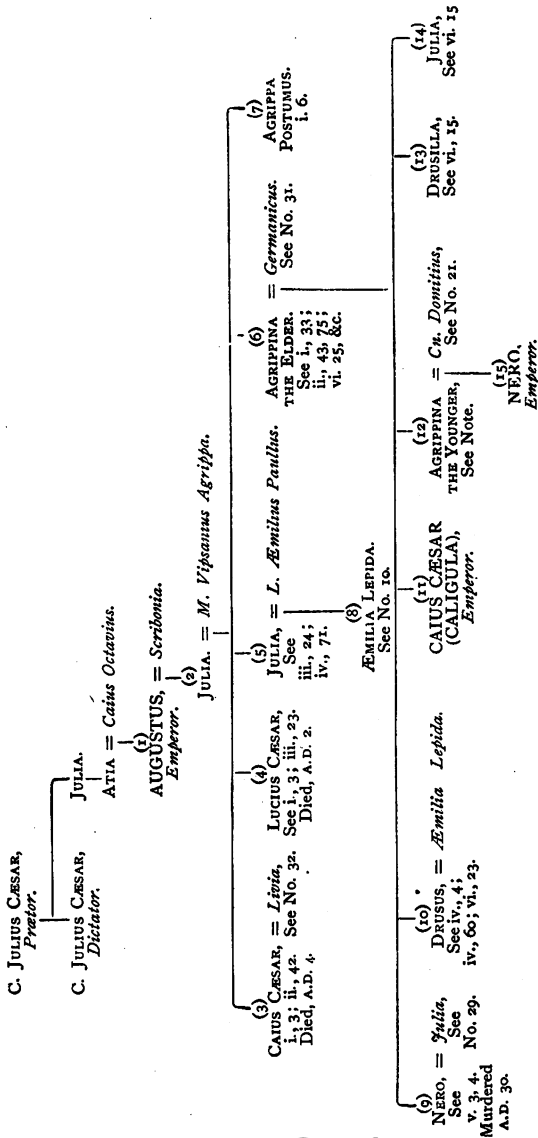 C. JULIUS CÆSAR,
Prætor.
C. JULIUS CÆSAR,
Dictator.
JULIA.
ATIA = Caius Octavius.
(1)
AUGUSTUS, = Scribonia.
Emperor.
(2)
JULIA. = M. Vipsanius Agrippa.
(3)
CAIUS CÆSAR, = Livia,
i., 3; ii., 42. See No. 32.
Died, A.D. 4.
(4)
LUCIUS CÆSAR,
See i., 3; iii., 23.
Died, A.D. 2.
(5)
JULIA, = L. Æmilius Paullus.
See
iii., 24;
iv., 71.
(6)
AGRIPPINA = Germanicus.
THE ELDER. See No. 31.
See i., 33;
ii., 43, 75;
vi. 25, &c.
(7)
AGRIPPA
POSTUMUS.
i. 6.
(8)
ÆMILIA LEPIDA.
See No. 10.
(9)
NERO, = Julia,
See See
v. 3, 4. No. 29.
Murdered
A.D. 30.
(10)
DRUSUS, = Æmilia Lepida.
See iv., 4;
iv., 60; vi., 23.
(11)
CAIUS CÆSAR
(CALIGULA),
Emperor.
(12)
AGRIPPINA = Cn. Domitius,
THE YOUNGER, See No. 21.
See Note.
(13)
DRUSILLA,
See vi., 15.
(14)
JULIA,
See vi. 15
(15)
NERO,
Emperor.